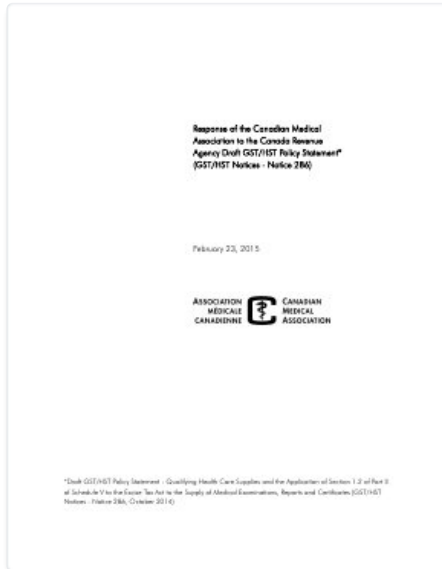 Response of the Canadian Medical
Association to the Canada Revenue
Agency Draft GST/HST Policy Statement*
(GST/HST Notices - Notice 286)
February 23, 2015
ASSOCIATION
MÉDICALE
CANADIENNE
CANADIAN
MEDICAL
ASSOCIATION
*Draft GST/HST Policy Statement - Qualifying Health Care Supplies and the Application of Section 1.2 of Part II
of Schedule V to the Excise Tax Act to the Supply of Medical Examinations, Reports and Certificates (GST/HST
Notices - Notice 286, October 2014)